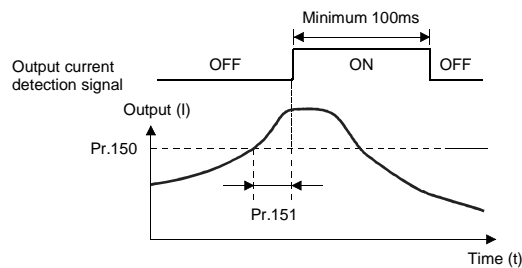 Minimum 100ms
Output current
detection signal
OFF
ON
OFF
Output (I)
Pr.150
Pr.151
Time (t)